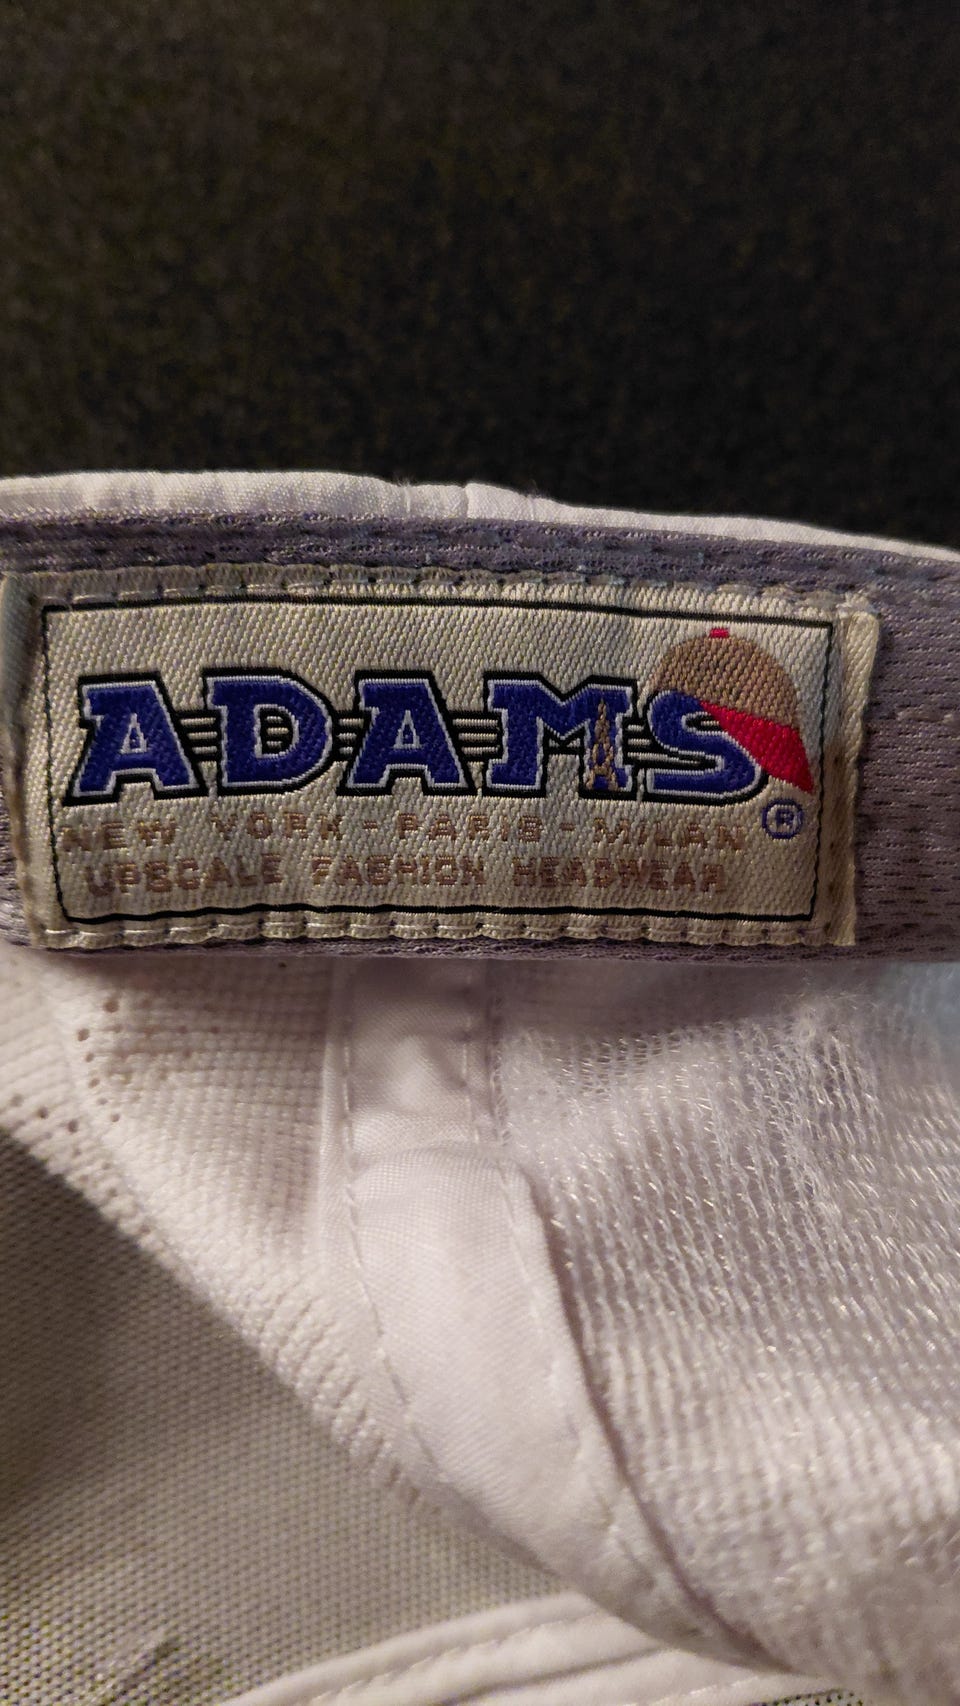 ADAMS
®
NEW YORK - PARIS - MILAN
UPSCALE FASHION HEADWEAR